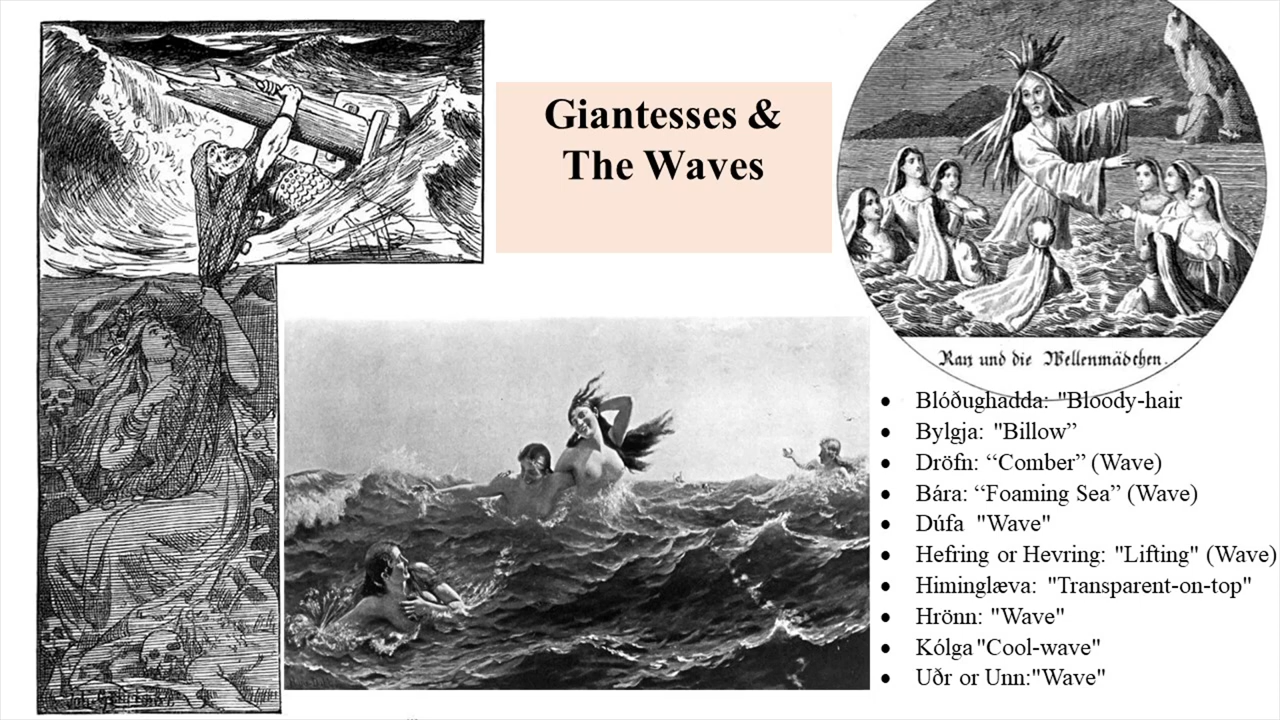 Giantesses &
The Waves
Ran und die Wellenmädchen.
• Blóðughadda: "Bloody-hair
• Bylgja: "Billow”
• Dröfn: “Comber” (Wave)
• Bára: “Foaming Sea” (Wave)
• Dúfa "Wave"
• Hefring or Hevring: "Lifting" (Wave)
• Himinglæva: "Transparent-on-top"
• Hrönn: "Wave"
• Kólga "Cool-wave"
• Uðr or Unn:"Wave"